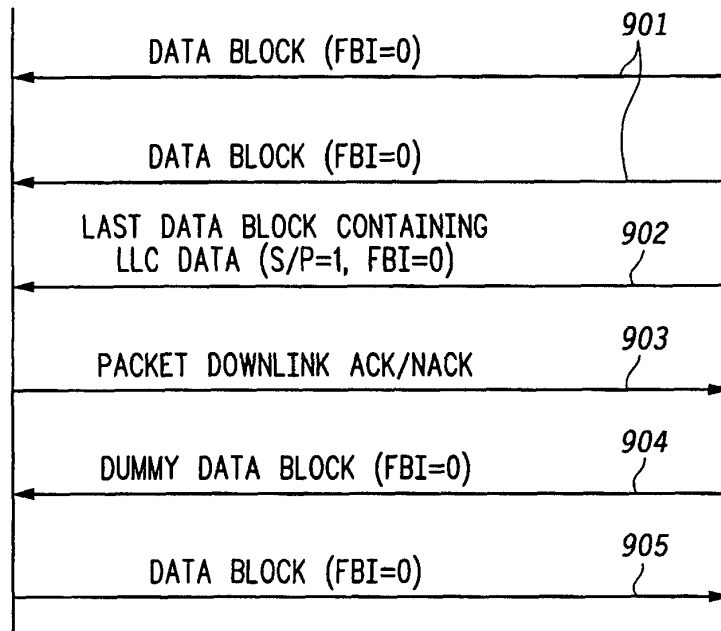 901
DATA BLOCK (FBI=0)
DATA BLOCK (FBI=0)
LAST DATA BLOCK CONTAINING
LLC DATA (S/P=1, FBI=0)
902
PACKET DOWNLINK ACK/NACK
903
DUMMY DATA BLOCK (FBI=0)
904
DATA BLOCK (FBI=0)
905